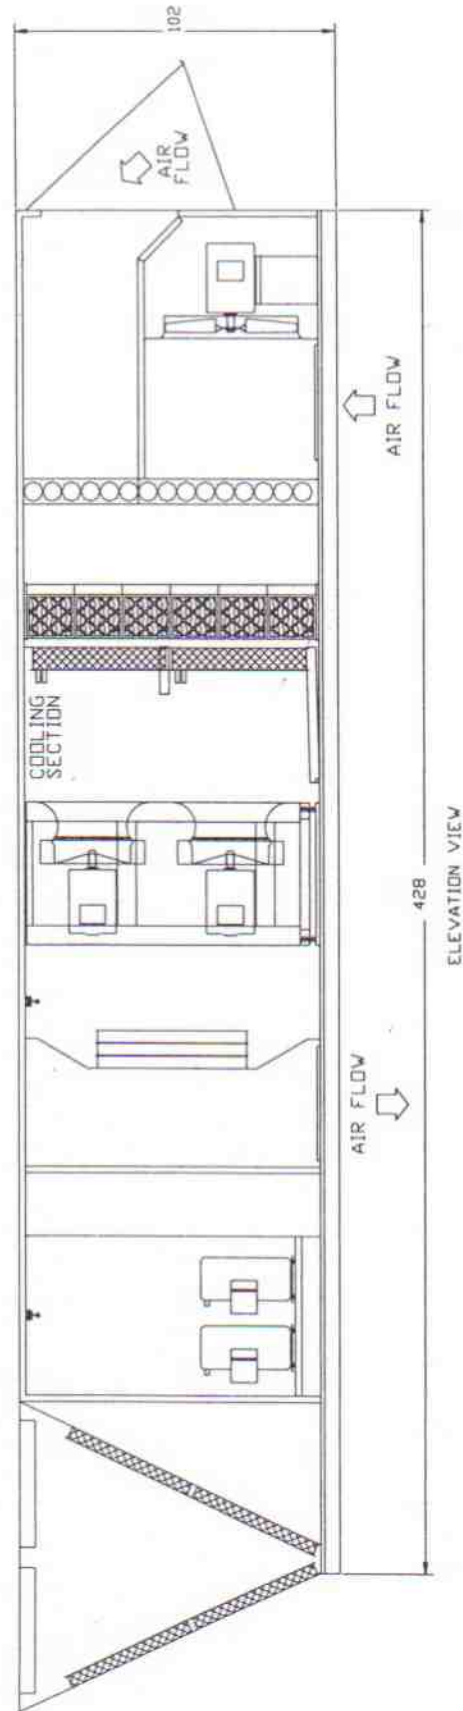 102
AIR
FLOW
AIR FLOW
COOLING
SECTION
428
AIR FLOW
ELEVATION VIEW